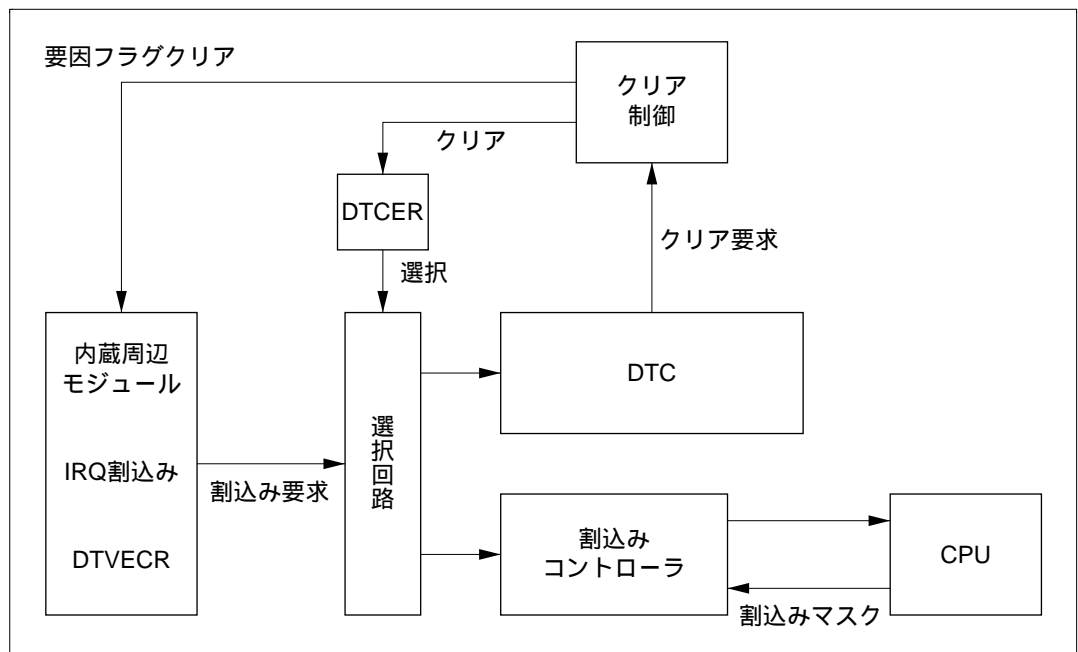 要因フラグクリア
クリア
制御
クリア
DTCER
クリア要求
選択
内蔵周辺
モジュール
IRQ割込み
DTVECR
割込み要求
選択回路
DTC
割込み
コントローラ
CPU
割込みマスク